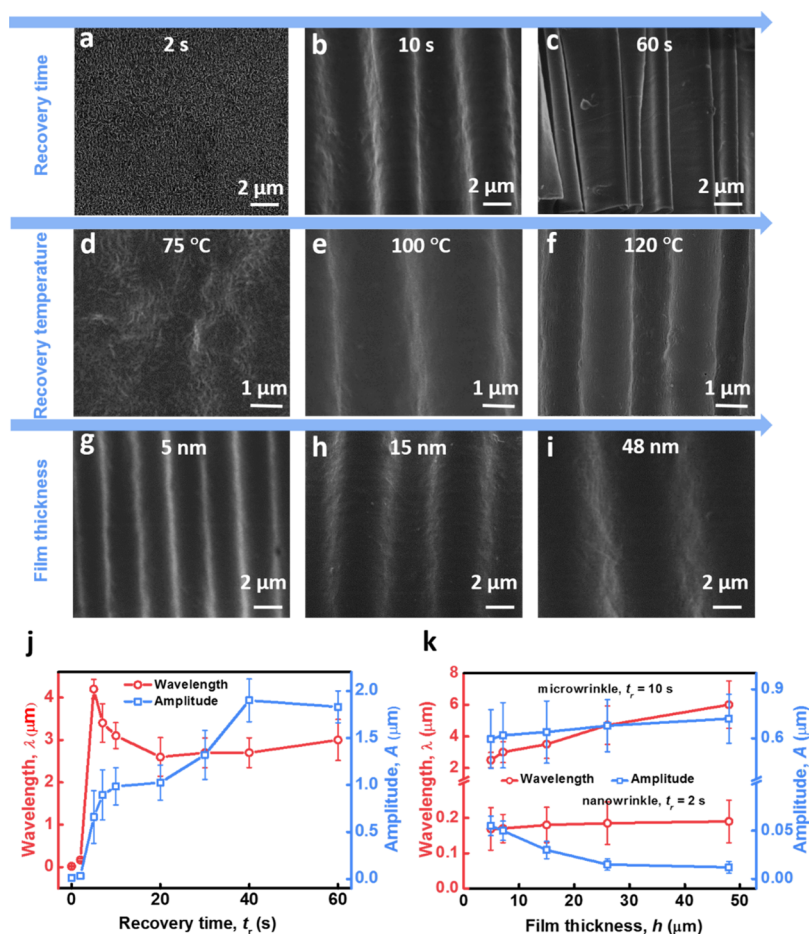 Recovery time
a
2 s
2 μm
b
10 s
2 μm
c
60 s
2 μm
Recovery temperature
d
75 °C
1 μm
e
100 °C
1 μm
f
120 °C
1 μm
Film thickness
g
5 nm
2 μm
h
15 nm
2 μm
i
48 nm
2 μm
j
Wavelength, λ (μm)
4
3
2
1
0
Wavelength
Amplitude
2.0
1.5
1.0
0.5
0.0
Amplitude, A (μm)
0 20 40 60
Recovery time, tr (s)
k
Wavelength, λ (μm)
8
6
4
2
0.2
0.1
0.0
microwrinkle, tr = 10 s
Wavelength
Amplitude
nanowrinkle, tr = 2 s
0.9
0.6
0.3
0.05
0.00
Amplitude, A (μm)
0 10 20 30 40 50
Film thickness, h (μm)